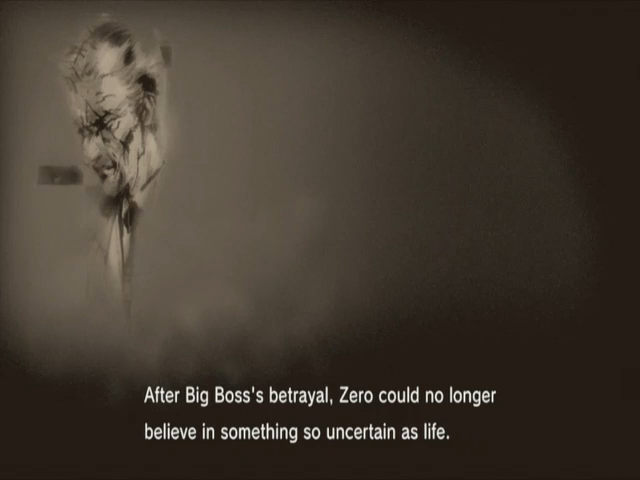 After Big Boss's betrayal, Zero could no longer
believe in something so uncertain as life.